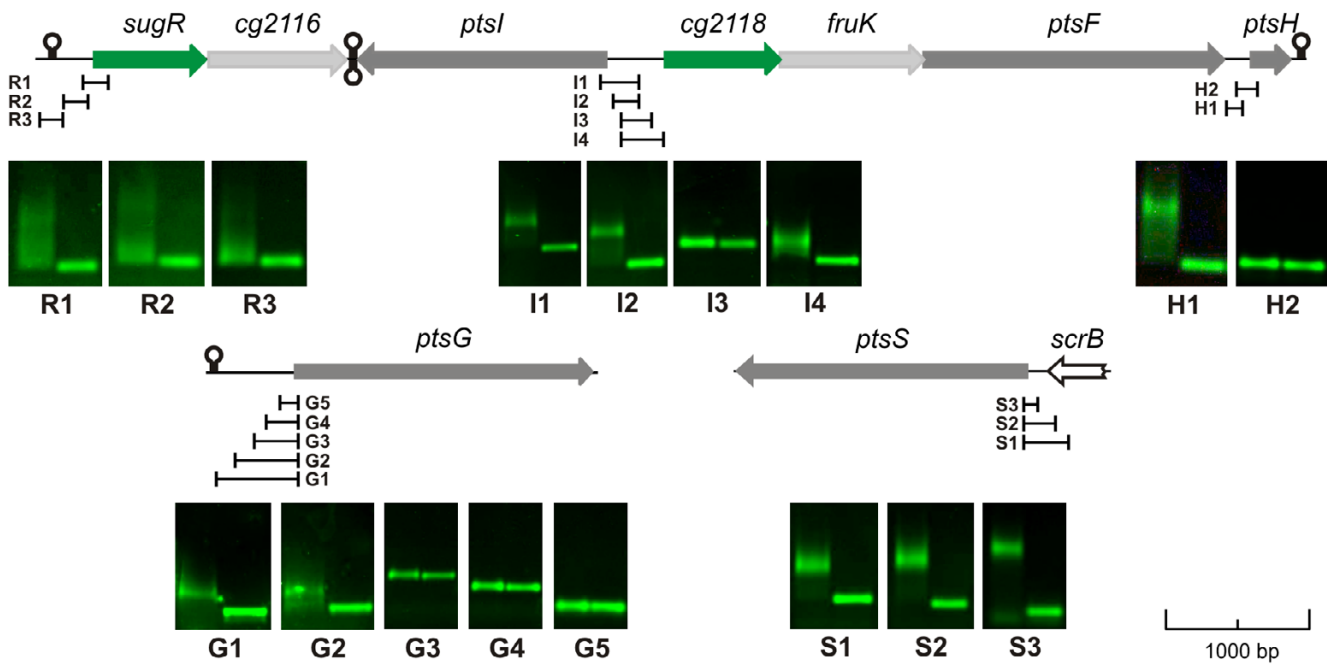 sugR cg2116 ptsI cg2118 fruK ptsF ptsH
R1 I1 H2
R2 I2 H1
R3 I3
I4
R1 R2 R3 I1 I2 I3 I4 H1 H2
ptsG ptsS scrB
G5 S3
G4 S2
G3 S1
G2
G1
G1 G2 G3 G4 G5 S1 S2 S3
1000 bp